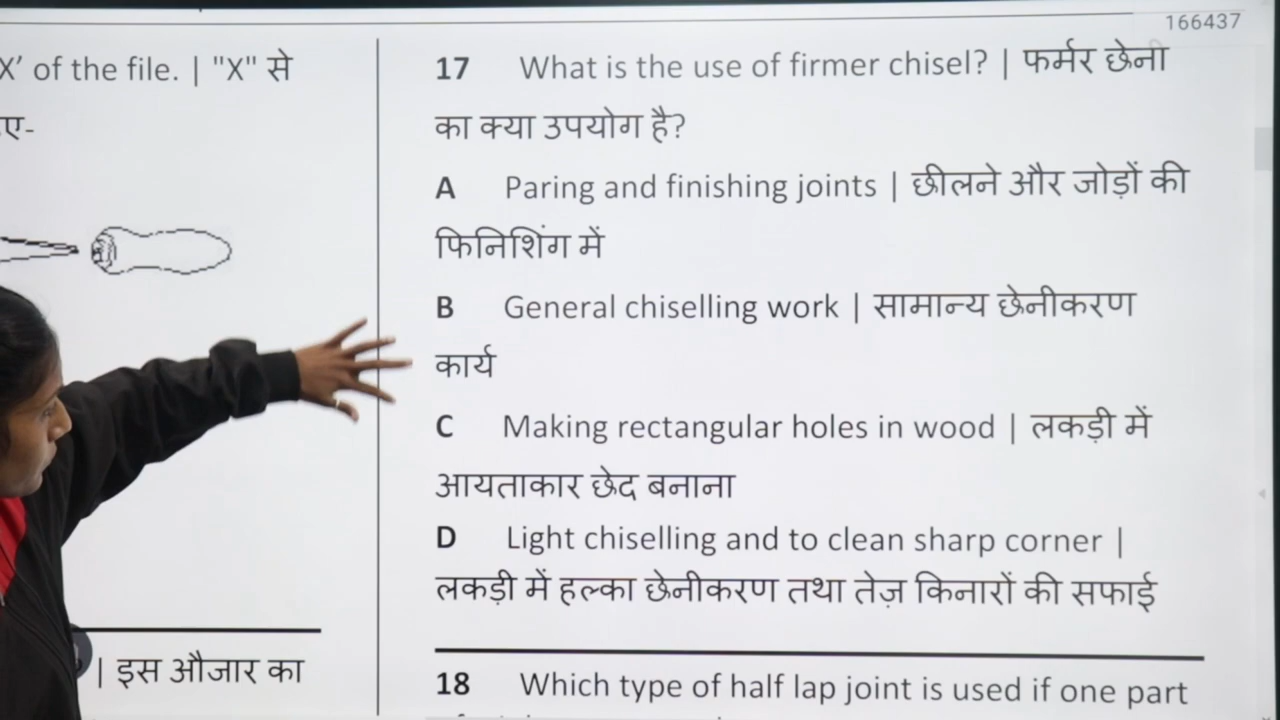 166437
X’ of the file. | "X" से
ए-
| इस औजार का
17 What is the use of firmer chisel? | फर्मर छेनी
का क्या उपयोग है?
A Paring and finishing joints | छीलने और जोड़ों की
फिनिशिंग में
B General chiselling work | सामान्य छेनीकरण
कार्य
C Making rectangular holes in wood | लकड़ी में
आयताकार छेद बनाना
D Light chiselling and to clean sharp corner |
लकड़ी में हल्का छेनीकरण तथा तेज़ किनारों की सफाई
18 Which type of half lap joint is used if one part